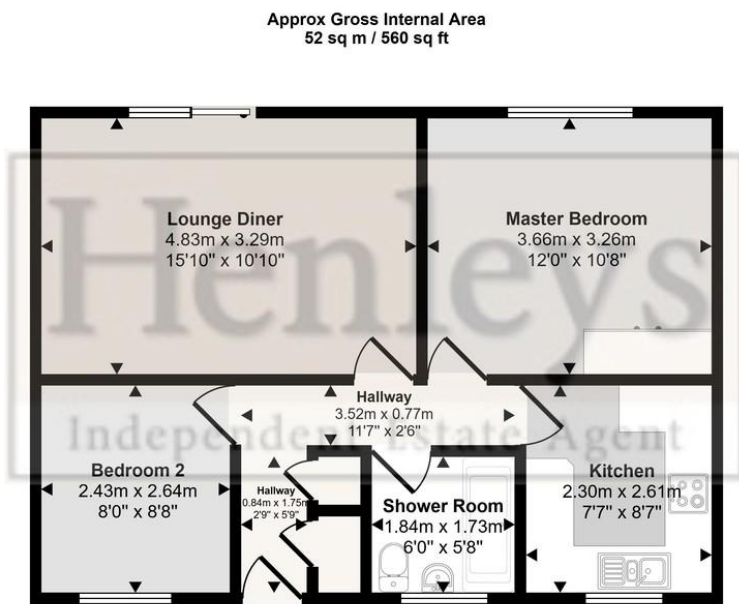 Approx Gross Internal Area
52 sq m / 560 sq ft
Henleys
Independent Estate Agent
Lounge Diner
4.83m x 3.29m
15'10" x 10'10"
Master Bedroom
3.66m x 3.26m
12'0" x 10'8"
Hallway
3.52m x 0.77m
11'7" x 2'6"
Bedroom 2
2.43m x 2.64m
8'0" x 8'8"
Hallway
0.84m x 1.75m
2'9" x 5'9"
Shower Room
1.84m x 1.73m
6'0" x 5'8"
Kitchen
2.30m x 2.61m
7'7" x 8'7"